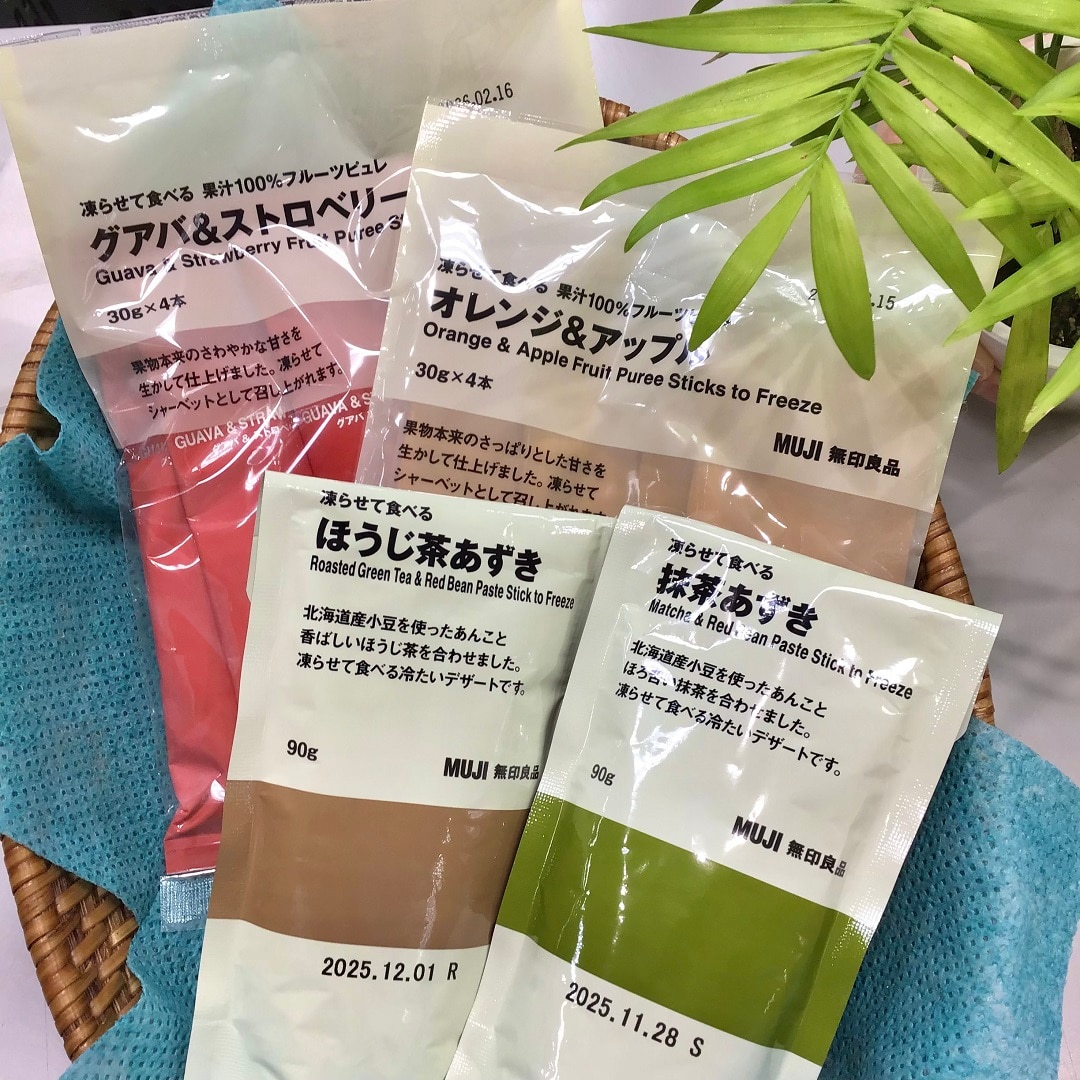 02.16
凍らせて食べる 果汁100%フルーツピュレ
グアバ&ストロベリー
Guava & Strawberry Fruit Puree
30g×4本
果物本来のさわやかな甘さを
生かして仕上げました。凍らせて
シャーベットとして召し上がれます。
GUAVA & STRAW
グアバ & ストロベ
GUAVA & S
グアバ
15
凍らせて食べる 果汁100%フルーツピュレ
オレンジ&アップル
Orange & Apple Fruit Puree Sticks to Freeze
30g×4本
MUJI 無印良品
果物本来のさっぱりとした甘さを
生かして仕上げました。凍らせて
シャーベットとして召し上がれます
凍らせて食べる
ほうじ茶あずき
Roasted Green Tea & Red Bean Paste Stick to Freeze
北海道産小豆を使ったあんこと
香ばしいほうじ茶を合わせました。
凍らせて食べる冷たいデザートです。
90g
MUJI 無印良品
2025.12.01 R
凍らせて食べる
抹茶あずき
Matcha & Red Bean Paste Stick to Freeze
北海道産小豆を使ったあんこと
ほろ苦い抹茶を合わせました。
凍らせて食べる冷たいデザートです。
90g
MUJI 無印良品
2025.11.28 S